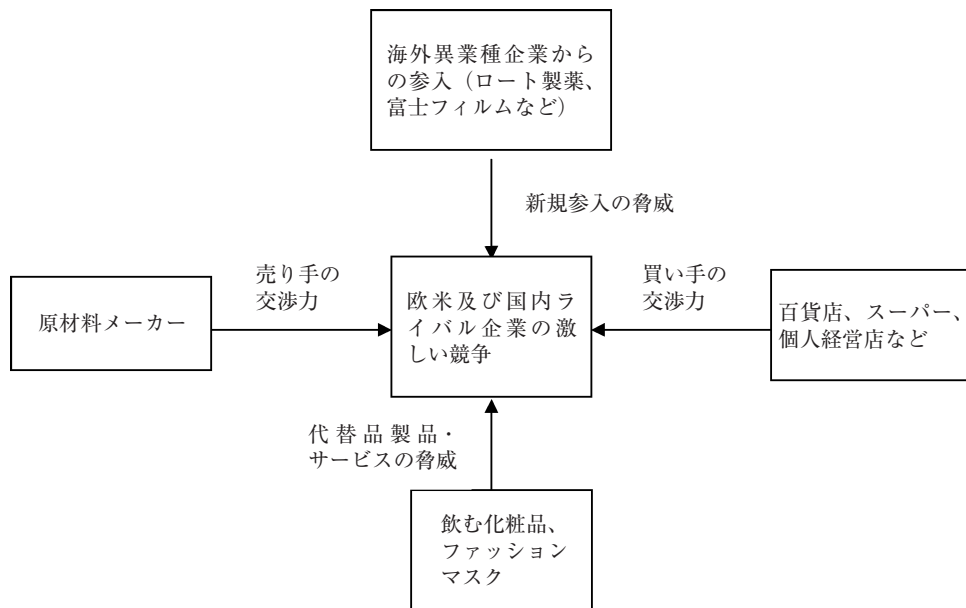 海外異業種企業から
の参入（ロート製薬、
富士フィルムなど）
新規参入の脅威
売り手の
交渉力
買い手の
交渉力
原材料メーカー
欧米及び国内ライ
バル企業の激
しい競争
百貨店、スーパー、
個人経営店など
代替品製品・
サービスの脅威
飲む化粧品、
ファッション
マスク